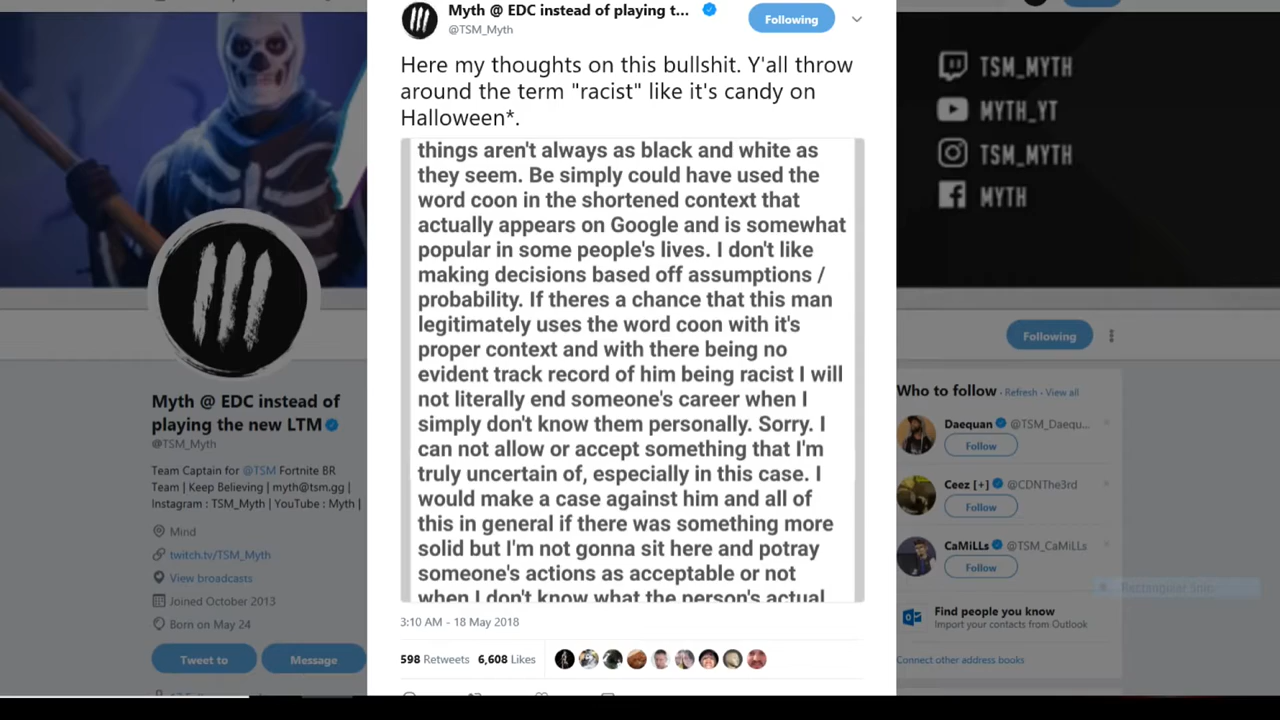 Myth @ EDC instead of playing t...
@TSM_Myth
Following
Here my thoughts on this bullshit. Y'all throw
around the term "racist" like it's candy on
Halloween*.
things aren't always as black and white as
they seem. Be simply could have used the
word coon in the shortened context that
actually appears on Google and is somewhat
popular in some people's lives. I don't like
making decisions based off assumptions /
probability. If theres a chance that this man
legitimately uses the word coon with it's
proper context and with there being no
evident track record of him being racist I will
not literally end someone's career when I
simply don't know them personally. Sorry. I
can not allow or accept something that I'm
truly uncertain of, especially in this case. I
would make a case against him and all of
this in general if there was something more
solid but I'm not gonna sit here and potray
someone's actions as acceptable or not
when I don't know what the person's actual
3:10 AM - 18 May 2018
598 Retweets 6,608 Likes
Myth @ EDC instead of
playing the new LTM
@TSM_Myth
Team Captain for @TSM Fortnite BR
Team | Keep Believing | myth@tsm.gg |
Instagram : TSM_Myth | YouTube : Myth |
Mind
twitch.tv/TSM_Myth
View broadcasts
Joined October 2013
Born on May 24
Tweet to
Message
TSM_MYTH
MYTH_YT
TSM_MYTH
MYTH
Following
Who to follow · Refresh · View all
Daequan @TSM_Daequ...
Follow
Ceez [+] @CDNThe3rd
Follow
CaMiLLs @TSM_CaMiLLs
Follow
Rectangular Snip
Find people you know
Import your contacts from Outlook
Connect other address books